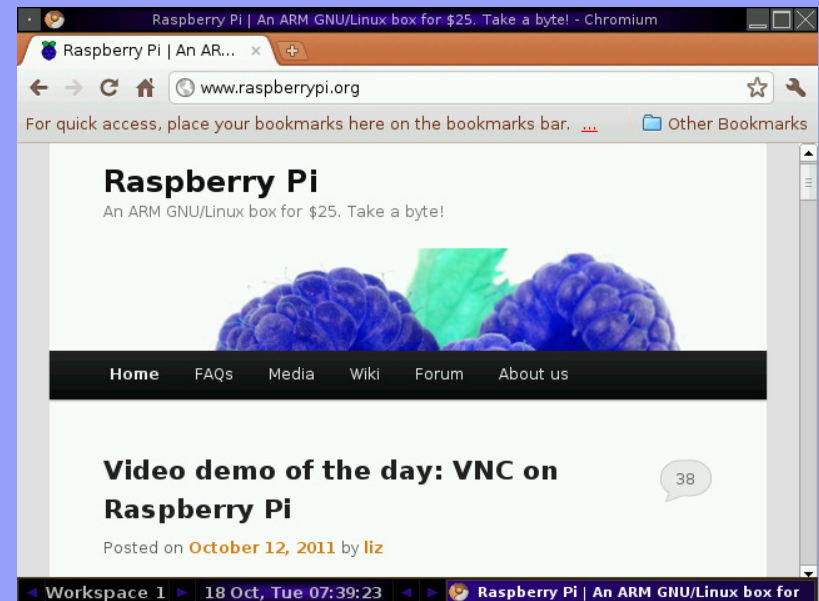 Raspberry Pi | An ARM GNU/Linux box for $25. Take a byte! - Chromium
Raspberry Pi | An AR...
www.raspberrypi.org
For quick access, place your bookmarks here on the bookmarks bar. ... Other Bookmarks
Raspberry Pi
An ARM GNU/Linux box for $25. Take a byte!
Home FAQs Media Wiki Forum About us
Video demo of the day: VNC on
Raspberry Pi
38
Posted on October 12, 2011 by liz
Workspace 1 18 Oct, Tue 07:39:23 Raspberry Pi | An ARM GNU/Linux box for